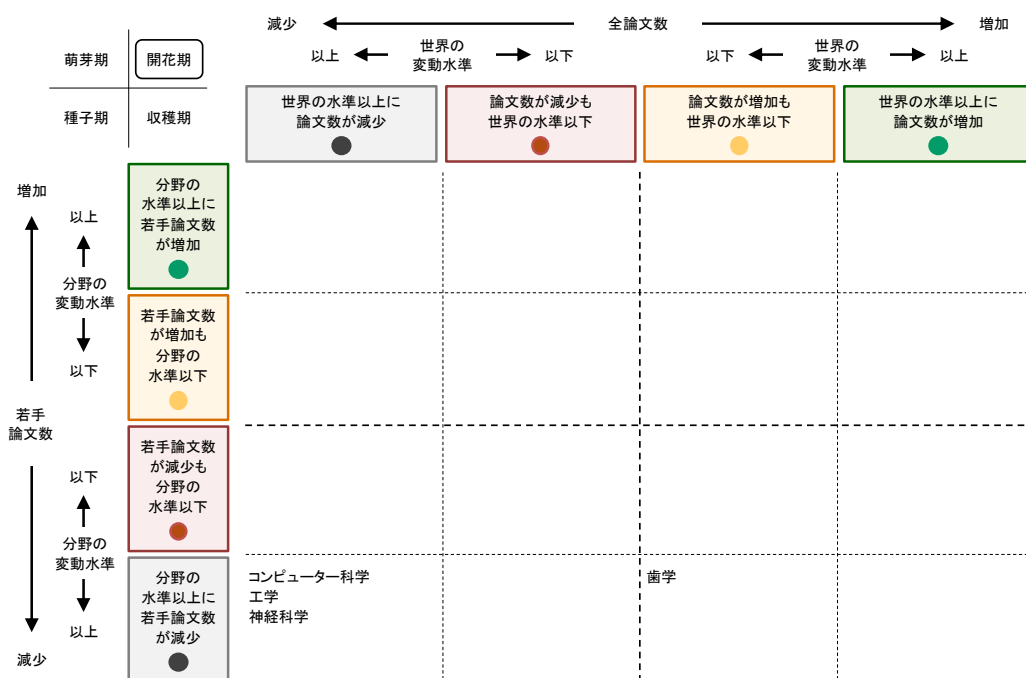 減少
全論文数
増加
以上
世界の
変動水準
以下
以下
世界の
変動水準
以上
萌芽期
開花期
種子期
収穫期
世界の水準以上に
論文数が減少
論文数が減少も
世界の水準以下
論文数が増加も
世界の水準以下
世界の水準以上に
論文数が増加
増加
以上
分野の
変動水準
以下
若手
論文数
以下
分野の
変動水準
以上
減少
分野の
水準以上に
若手論文数
が増加
若手論文数
が増加も
分野の
水準以下
若手論文数
が減少も
分野の
水準以下
分野の
水準以上に
若手論文数
が減少
コンピューター科学
工学
神経科学
歯学